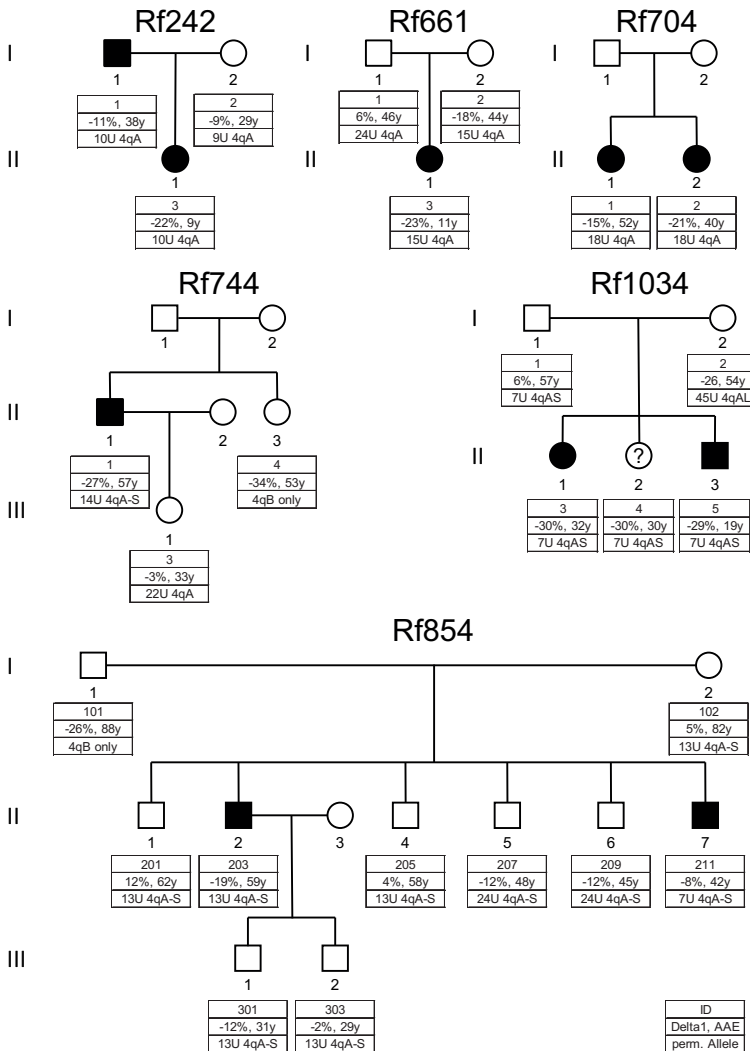 Rf242
Rf661
Rf704
I
1
2
1
-11%, 38y
10U 4qA
2
-9%, 29y
9U 4qA
II
1
3
-22%, 9y
10U 4qA
I
1
2
1
6%, 46y
24U 4qA
2
-18%, 44y
15U 4qA
II
1
3
-23%, 11y
15U 4qA
I
1
2
II
1
2
1
-15%, 52y
18U 4qA
2
-21%, 40y
18U 4qA
Rf744
I
1
2
II
1
2
3
1
-27%, 57y
14U 4qA-S
4
-34%, 53y
4qB only
III
1
3
-3%, 33y
22U 4qA
Rf1034
I
1
2
1
6%, 57y
7U 4qAS
2
-26, 54y
45U 4qAL
II
?
1
2
3
3
-30%, 32y
7U 4qAS
4
-30%, 30y
7U 4qAS
5
-29%, 19y
7U 4qAS
Rf854
I
1
2
101
-26%, 88y
4qB only
102
5%, 82y
13U 4qA-S
II
1
2
3
4
5
6
7
201
12%, 62y
13U 4qA-S
203
-19%, 59y
13U 4qA-S
205
4%, 58y
13U 4qA-S
207
-12%, 48y
24U 4qA-S
209
-12%, 45y
24U 4qA-S
211
-8%, 42y
7U 4qA-S
III
1
2
301
-12%, 31y
13U 4qA-S
303
-2%, 29y
13U 4qA-S
ID
Delta1, AAE
perm. Allele